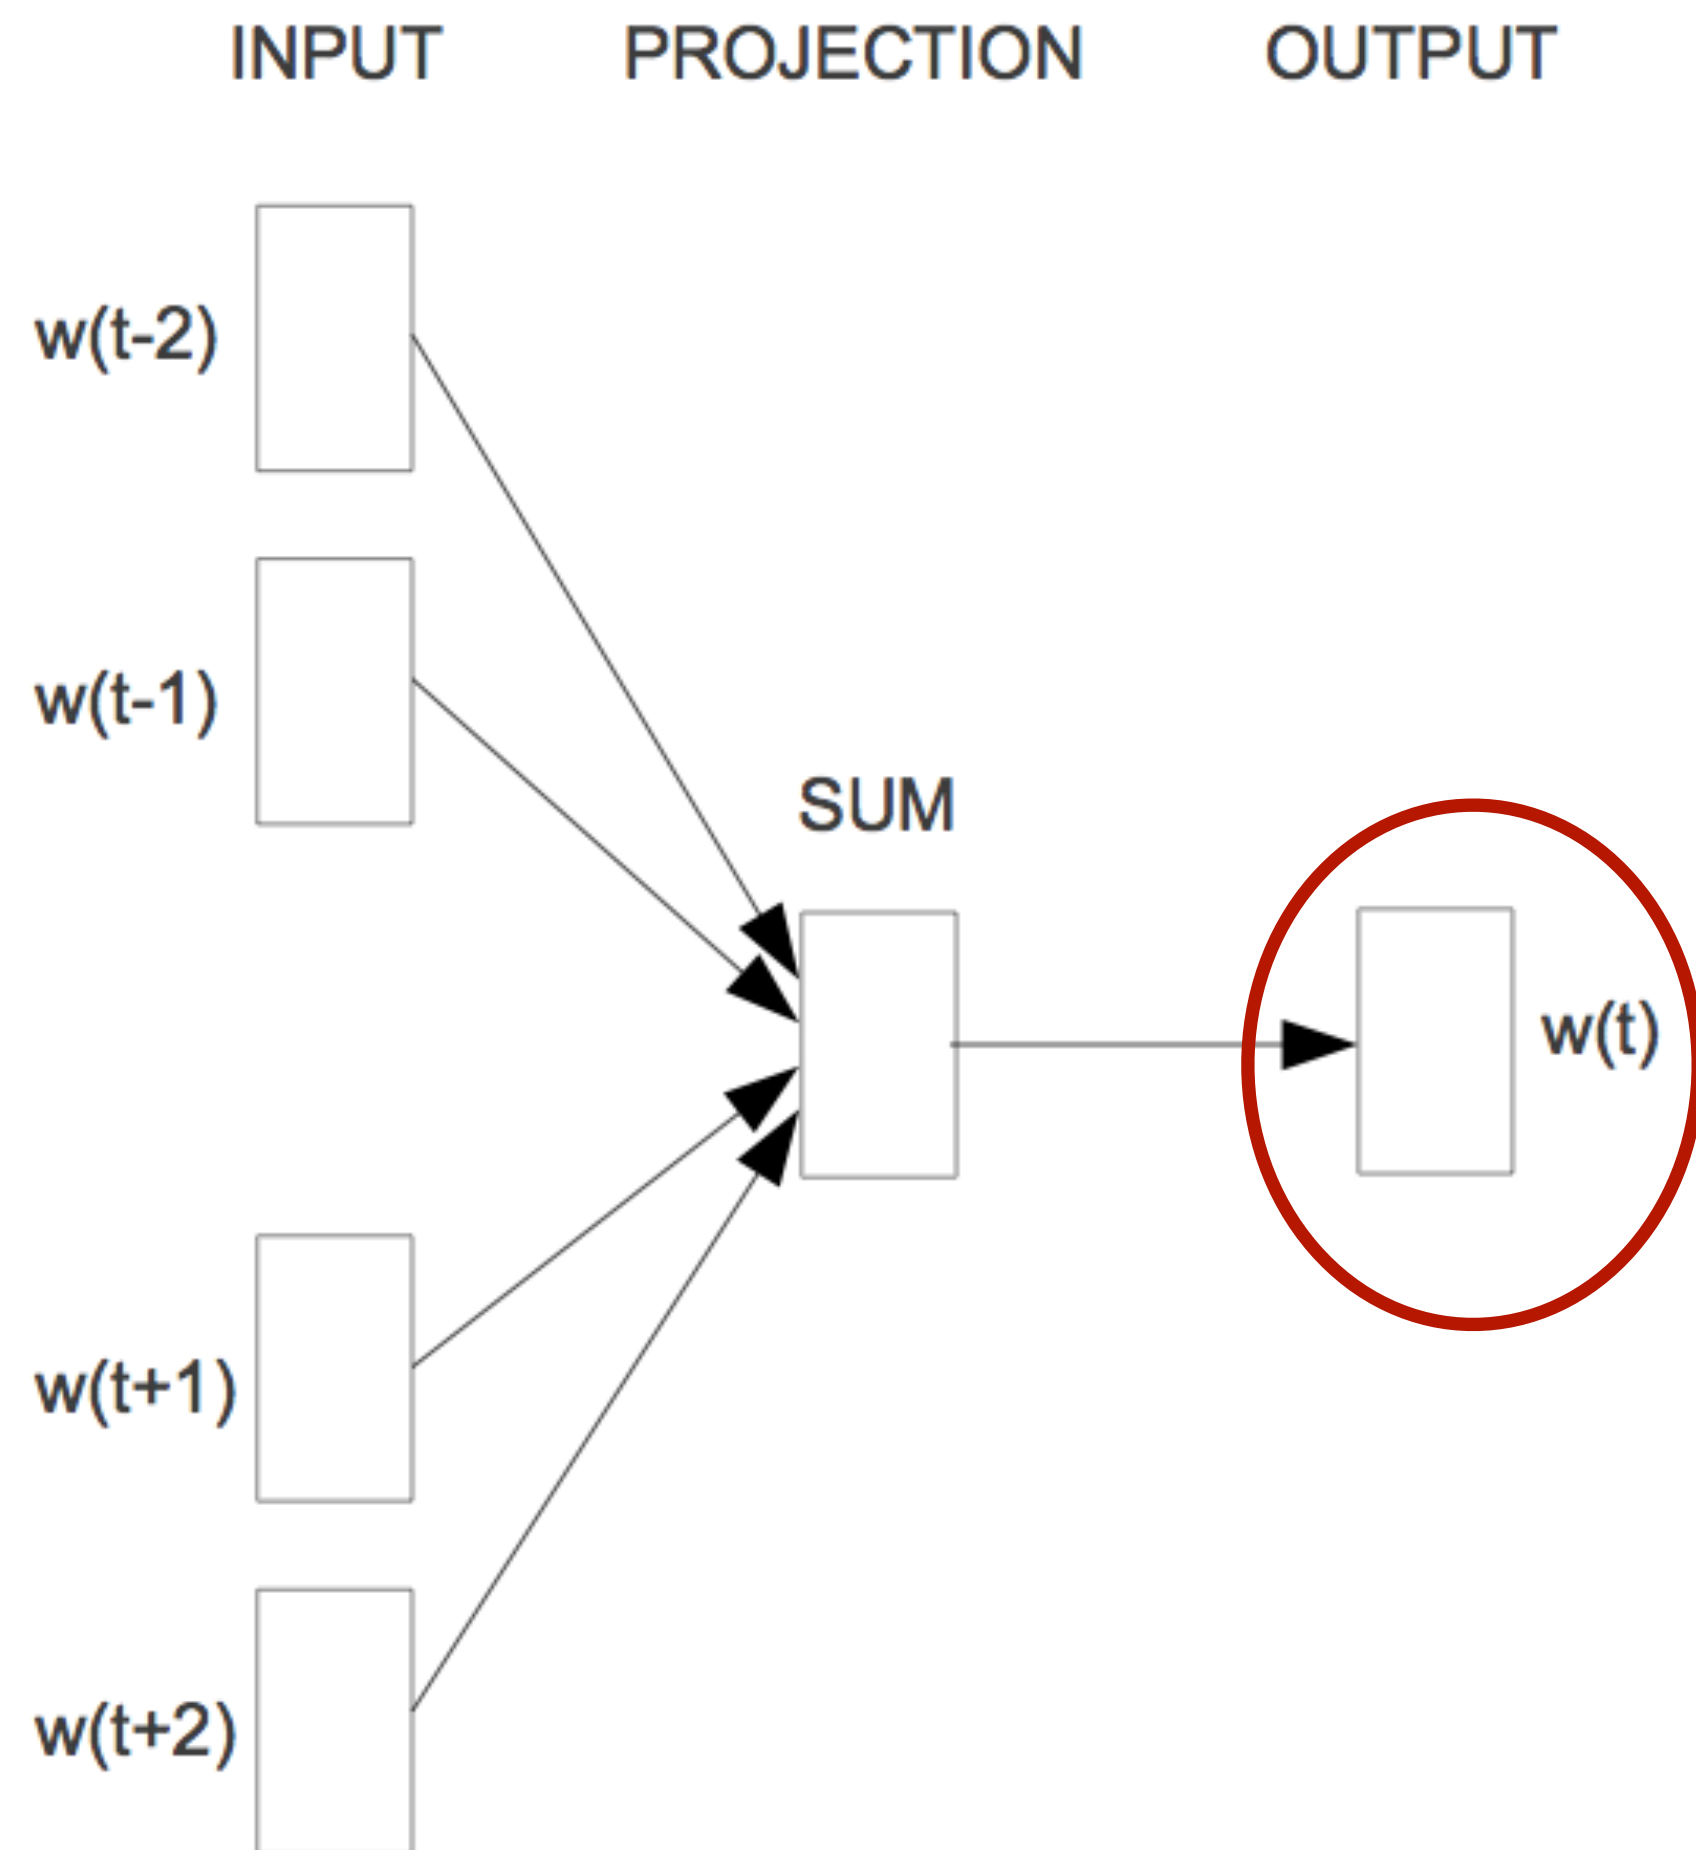 INPUT PROJECTION OUTPUT
w(t-2)
w(t-1)
SUM
w(t)
w(t+1)
w(t+2)